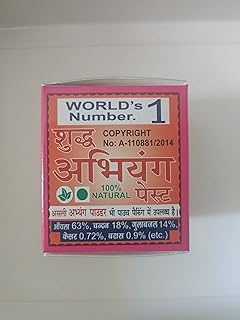 WORLD's
Number. 1
शुद्ध COPYRIGHT
No: A-110881/2014
अभियंग
100%
NATURAL
पेस्ट
असली अभ्यंग पाउडर भी पाउच पैकिंग में उपलब्ध है।
आँवला 63%, चन्दन 18%, गुलाबजल 14%,
केसर 0.72%, बरास 0.9% (etc.)